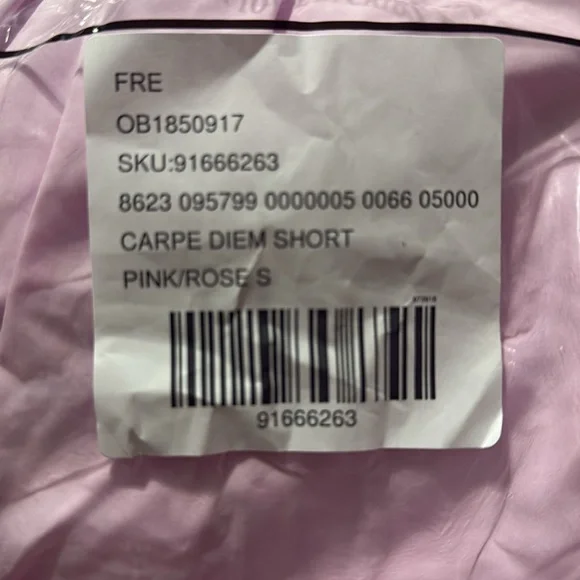 FRE
OB1850917
SKU:91666263
8623 095799 0000005 0066 05000
CARPE DIEM SHORT
PINK/ROSE S
91666263